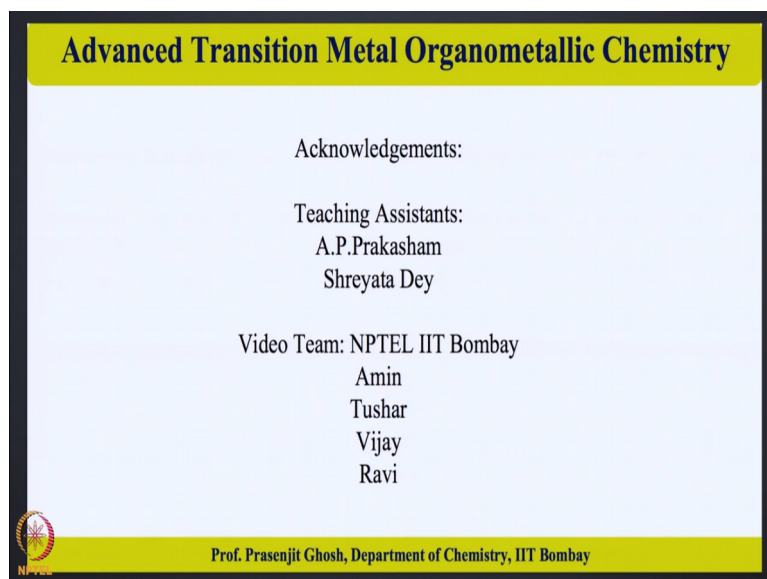 Advanced Transition Metal Organometallic Chemistry
Acknowledgements:
Teaching Assistants:
A.P.Prakasham
Shreyata Dey
Video Team: NPTEL IIT Bombay
Amin
Tushar
Vijay
Ravi
NPTEL
Prof. Prasenjit Ghosh, Department of Chemistry, IIT Bombay